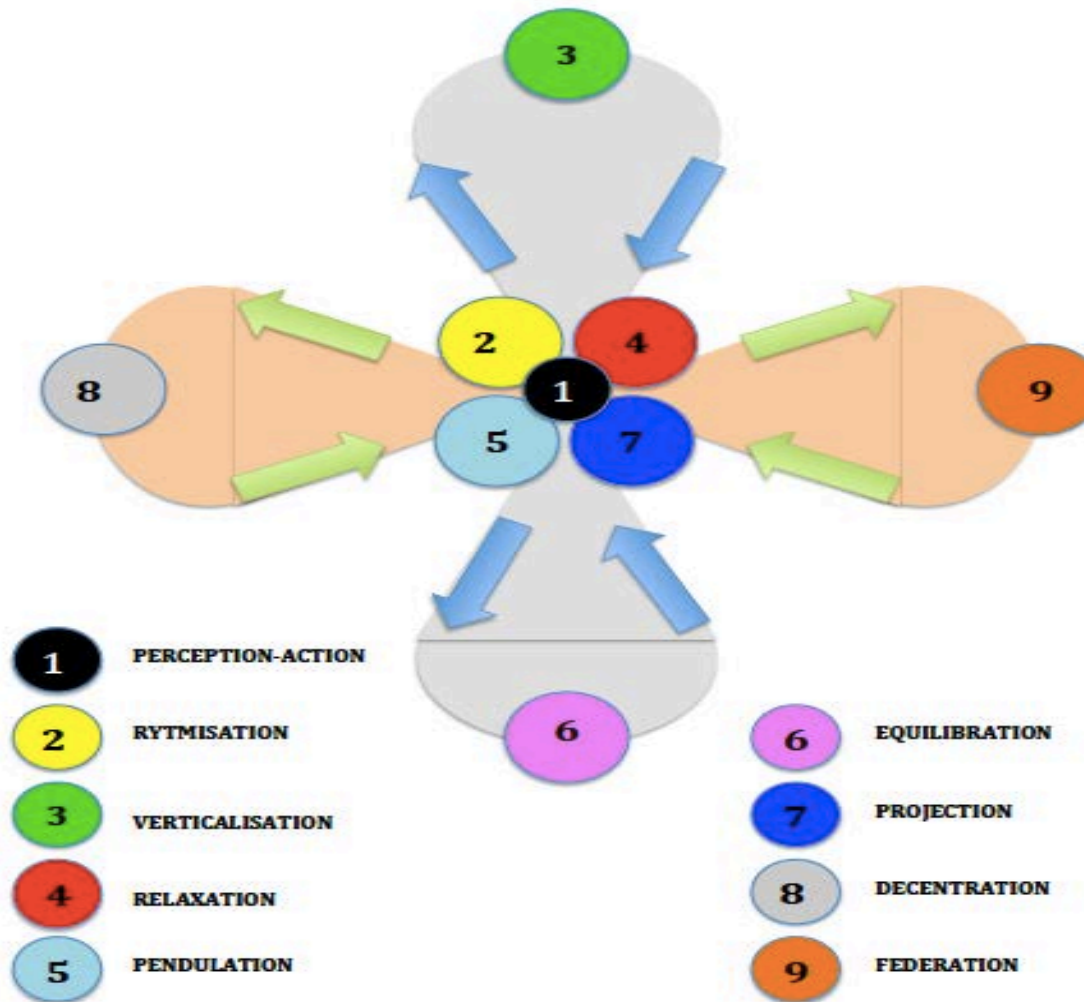 3
2
4
8
1
9
5
7
6
1 PERCEPTION-ACTION
2 RYTMISATION
3 VERTICALISATION
4 RELAXATION
5 PENDULATION
6 EQUILIBRATION
7 PROJECTION
8 DECENTRATION
9 FEDERATION